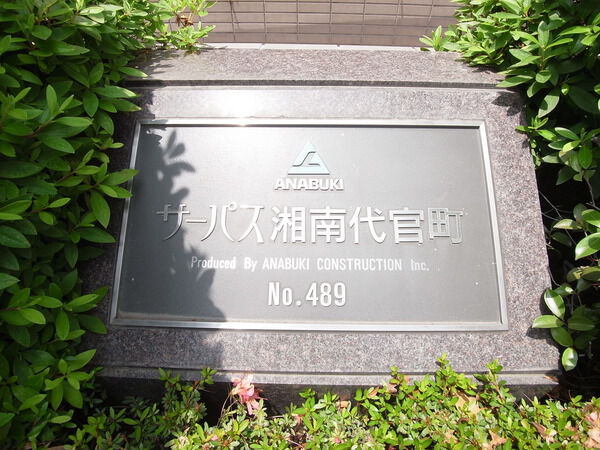 ANABUKI
サーパス湘南代官町
Produced By ANABUKI CONSTRUCTION Inc.
No.489